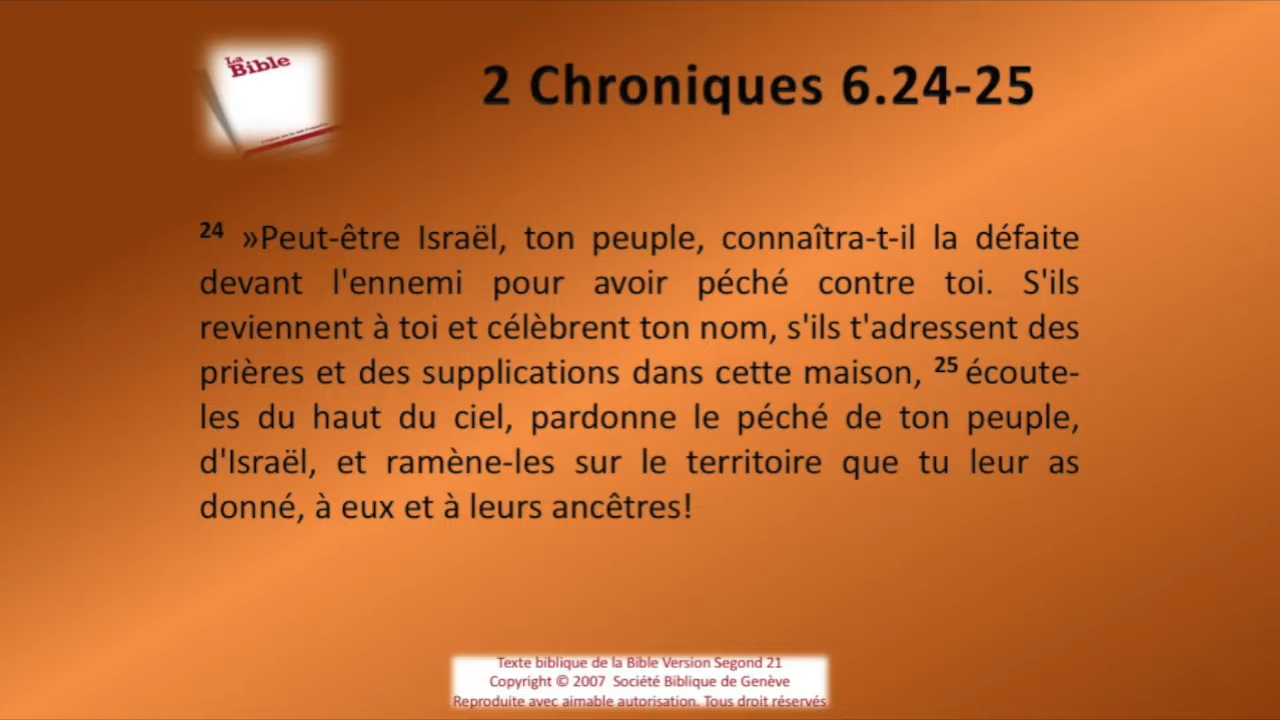 La
Bible
2 Chroniques 6.24-25
24 »Peut-être Israël, ton peuple, connaîtra-t-il la défaite
devant l'ennemi pour avoir péché contre toi. S'ils
reviennent à toi et célèbrent ton nom, s'ils t'adressent des
prières et des supplications dans cette maison, 25 écoute-
les du haut du ciel, pardonne le péché de ton peuple,
d'Israël, et ramène-les sur le territoire que tu leur as
donné, à eux et à leurs ancêtres!
Texte biblique de la Bible Version Segond 21
Copyright © 2007 Société Biblique de Genève
Reproduite avec aimable autorisation. Tous droit réservés